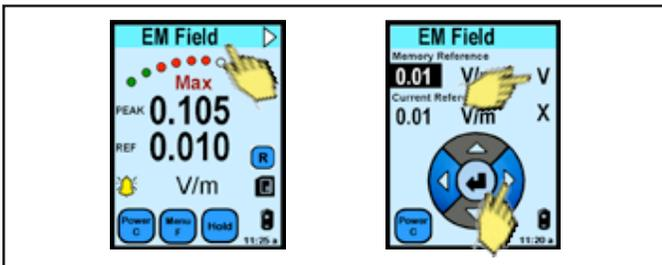 EM Field
Max
PEAK 0.105
REF 0.010
R
V/m
Power C
Menu F
Hold
11:25 a
EM Field
Memory Reference
0.01 V
Current
0.01 V/m X
Power C
11:20 a